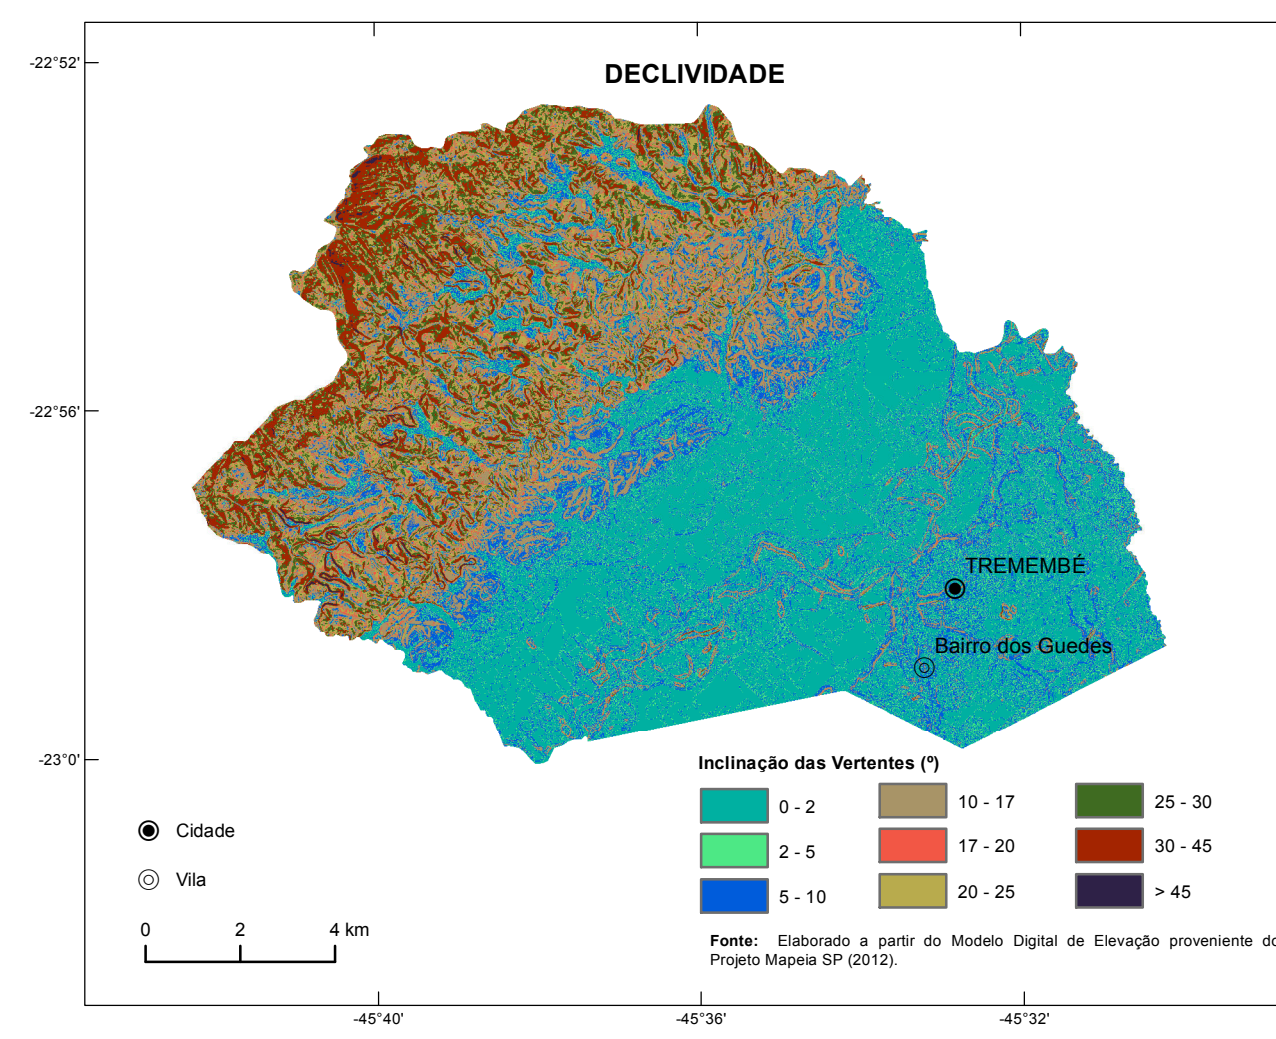 DECLIVIDADE
-22°52'
-22°56'
-23°0'
TREMEMBÉ
Bairro dos Guedes
Inclinação das Vertentes (º)
0 - 2
10 - 17
25 - 30
2 - 5
17 - 20
30 - 45
5 - 10
20 - 25
> 45
Cidade
Vila
0 2 4 km
Fonte: Elaborado a partir do Modelo Digital de Elevação proveniente do
Projeto Mapeia SP (2012).
-45°40'
-45°36'
-45°32'